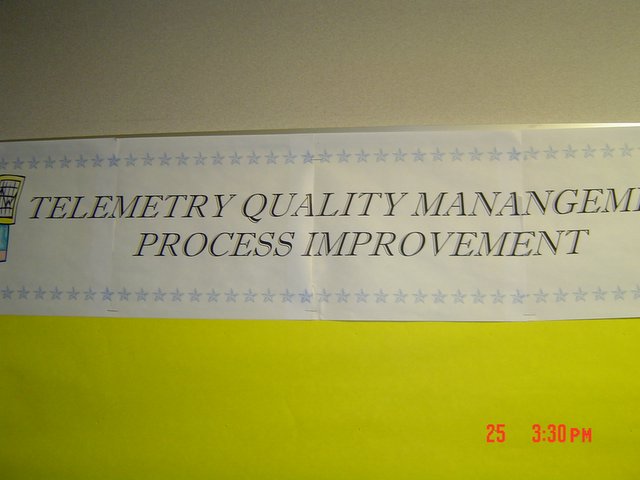 TELEMETRY QUALITY MANANGEM
PROCESS IMPROVEMENT
25 3:30 PM